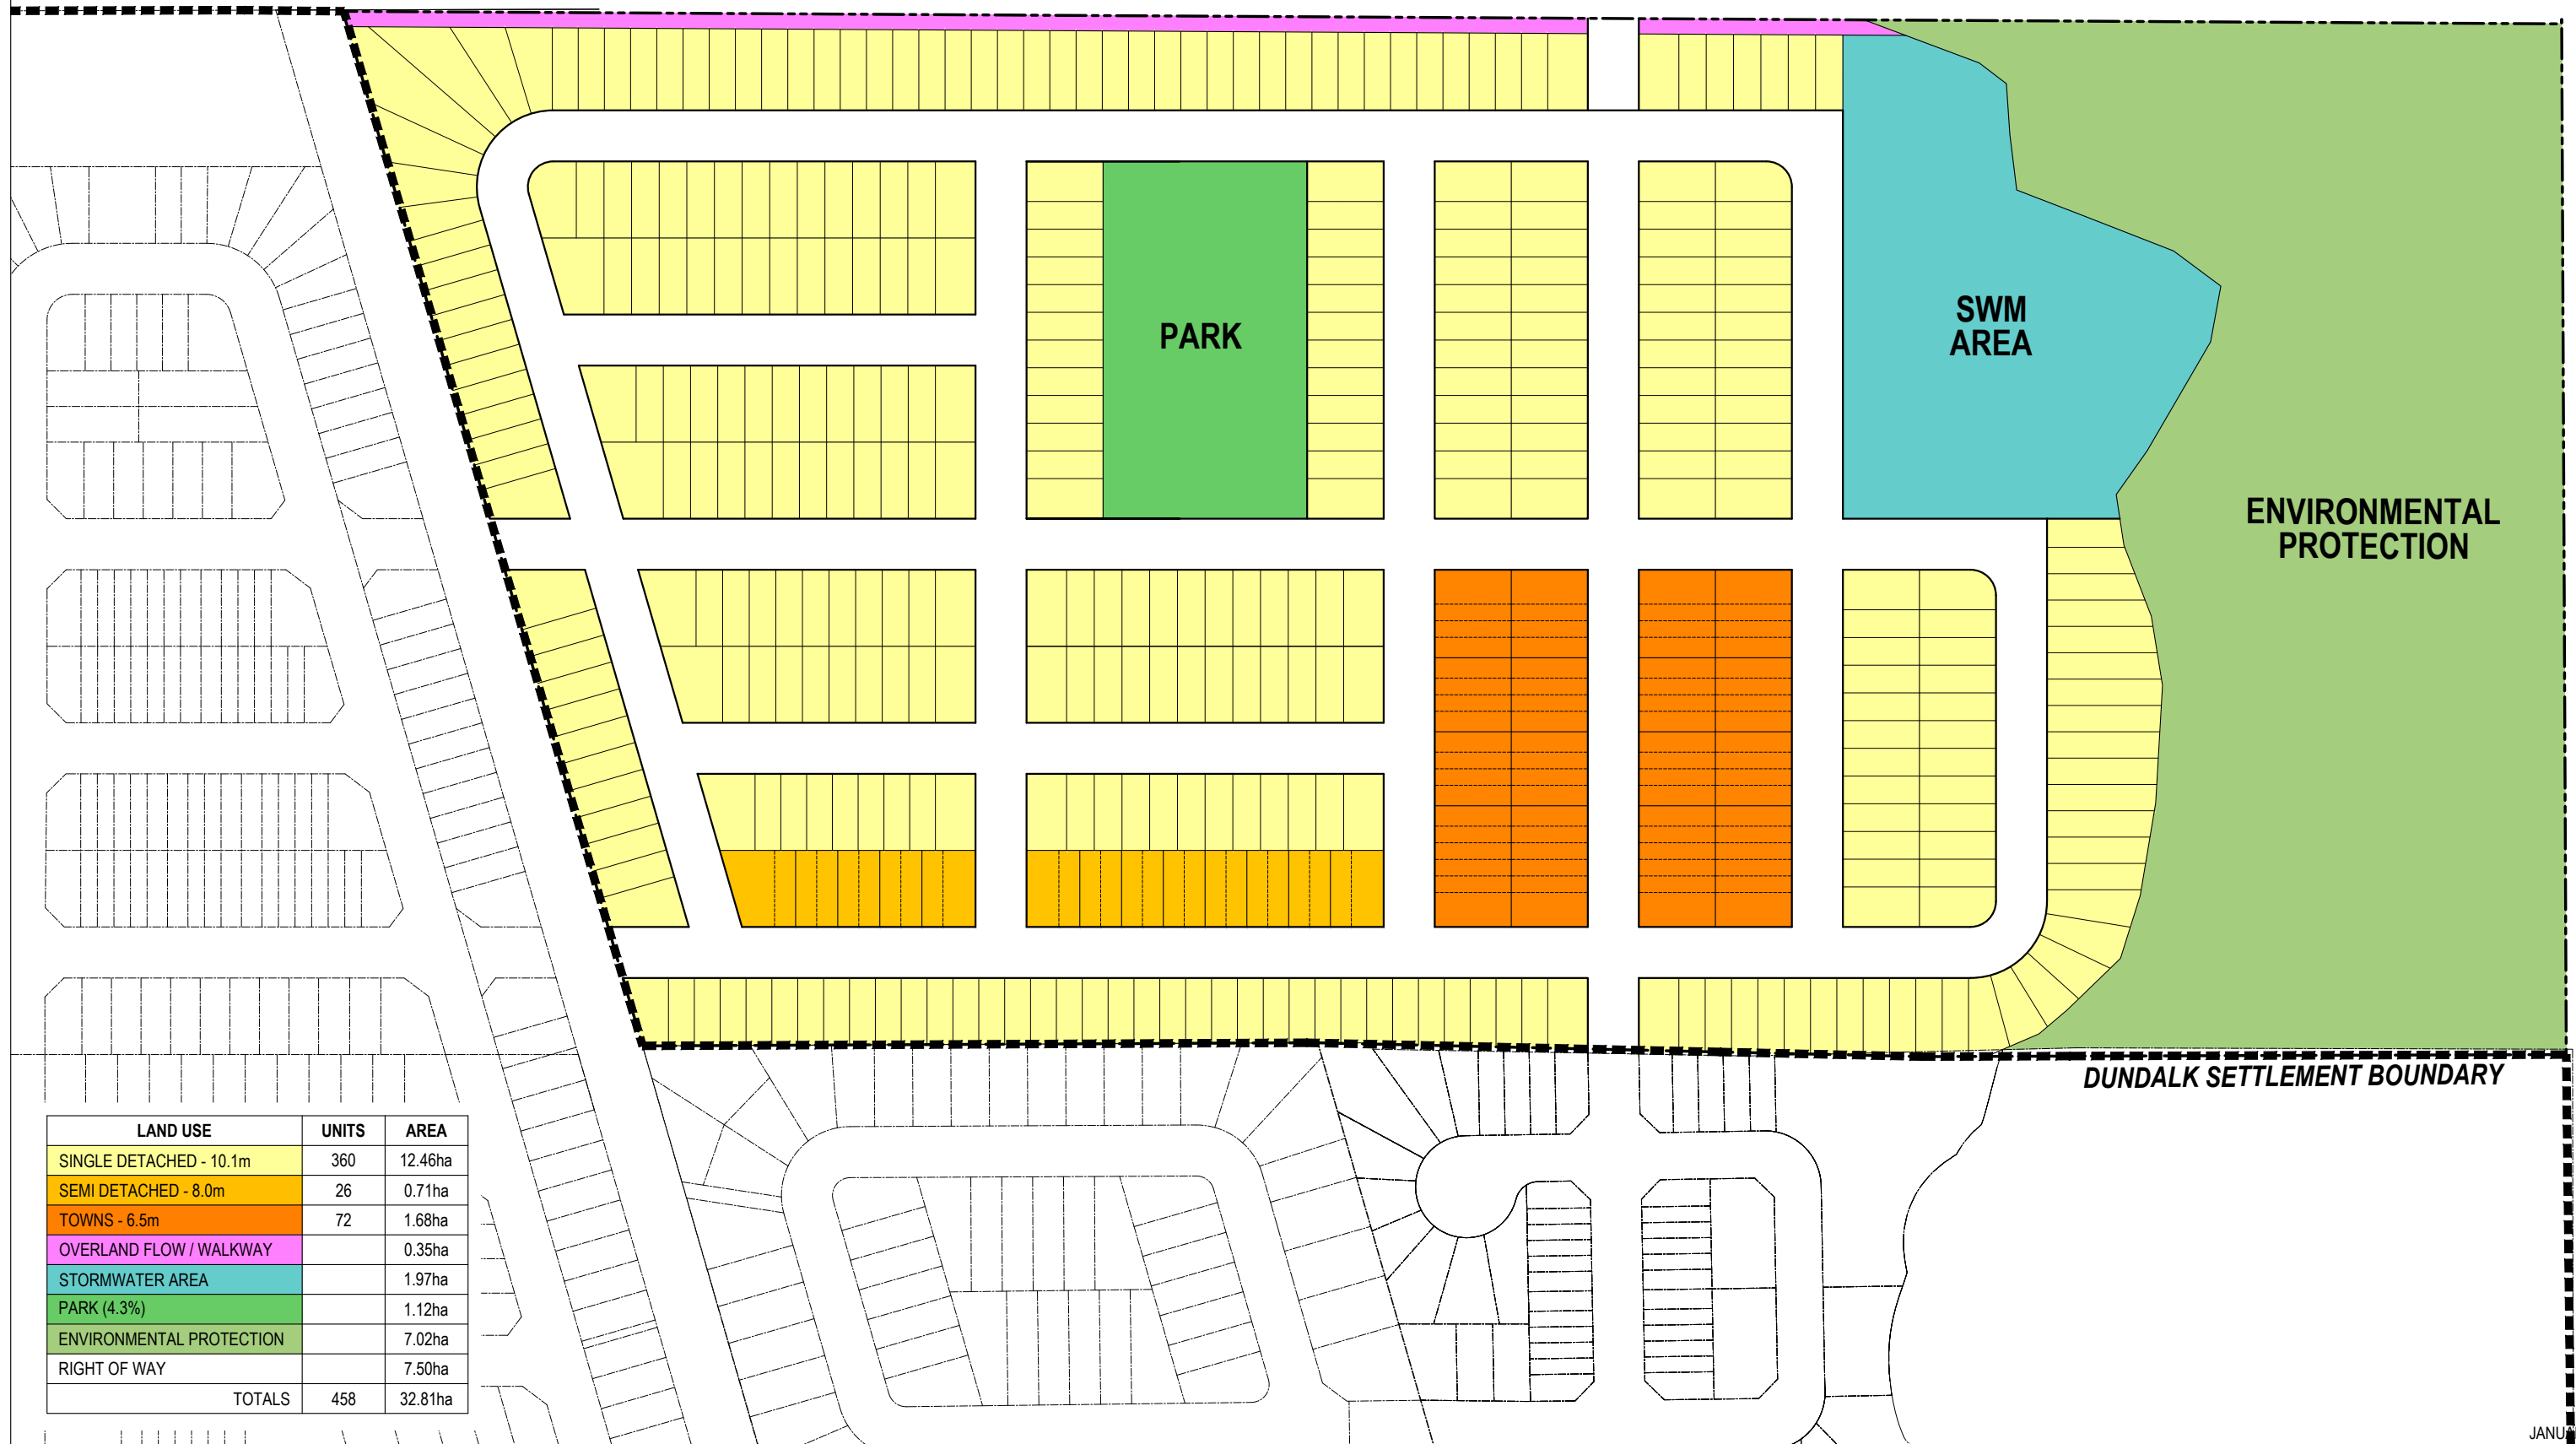 PARK
SWM
AREA
ENVIRONMENTAL
PROTECTION
DUNDALK SETTLEMENT BOUNDARY
LAND USE UNITS AREA
SINGLE DETACHED - 10.1m 360 12.46ha
SEMI DETACHED - 8.0m 26 0.71ha
TOWNS - 6.5m 72 1.68ha
OVERLAND FLOW / WALKWAY 0.35ha
STORMWATER AREA 1.97ha
PARK (4.3%) 1.12ha
ENVIRONMENTAL PROTECTION 7.02ha
RIGHT OF WAY 7.50ha
TOTALS 458 32.81ha